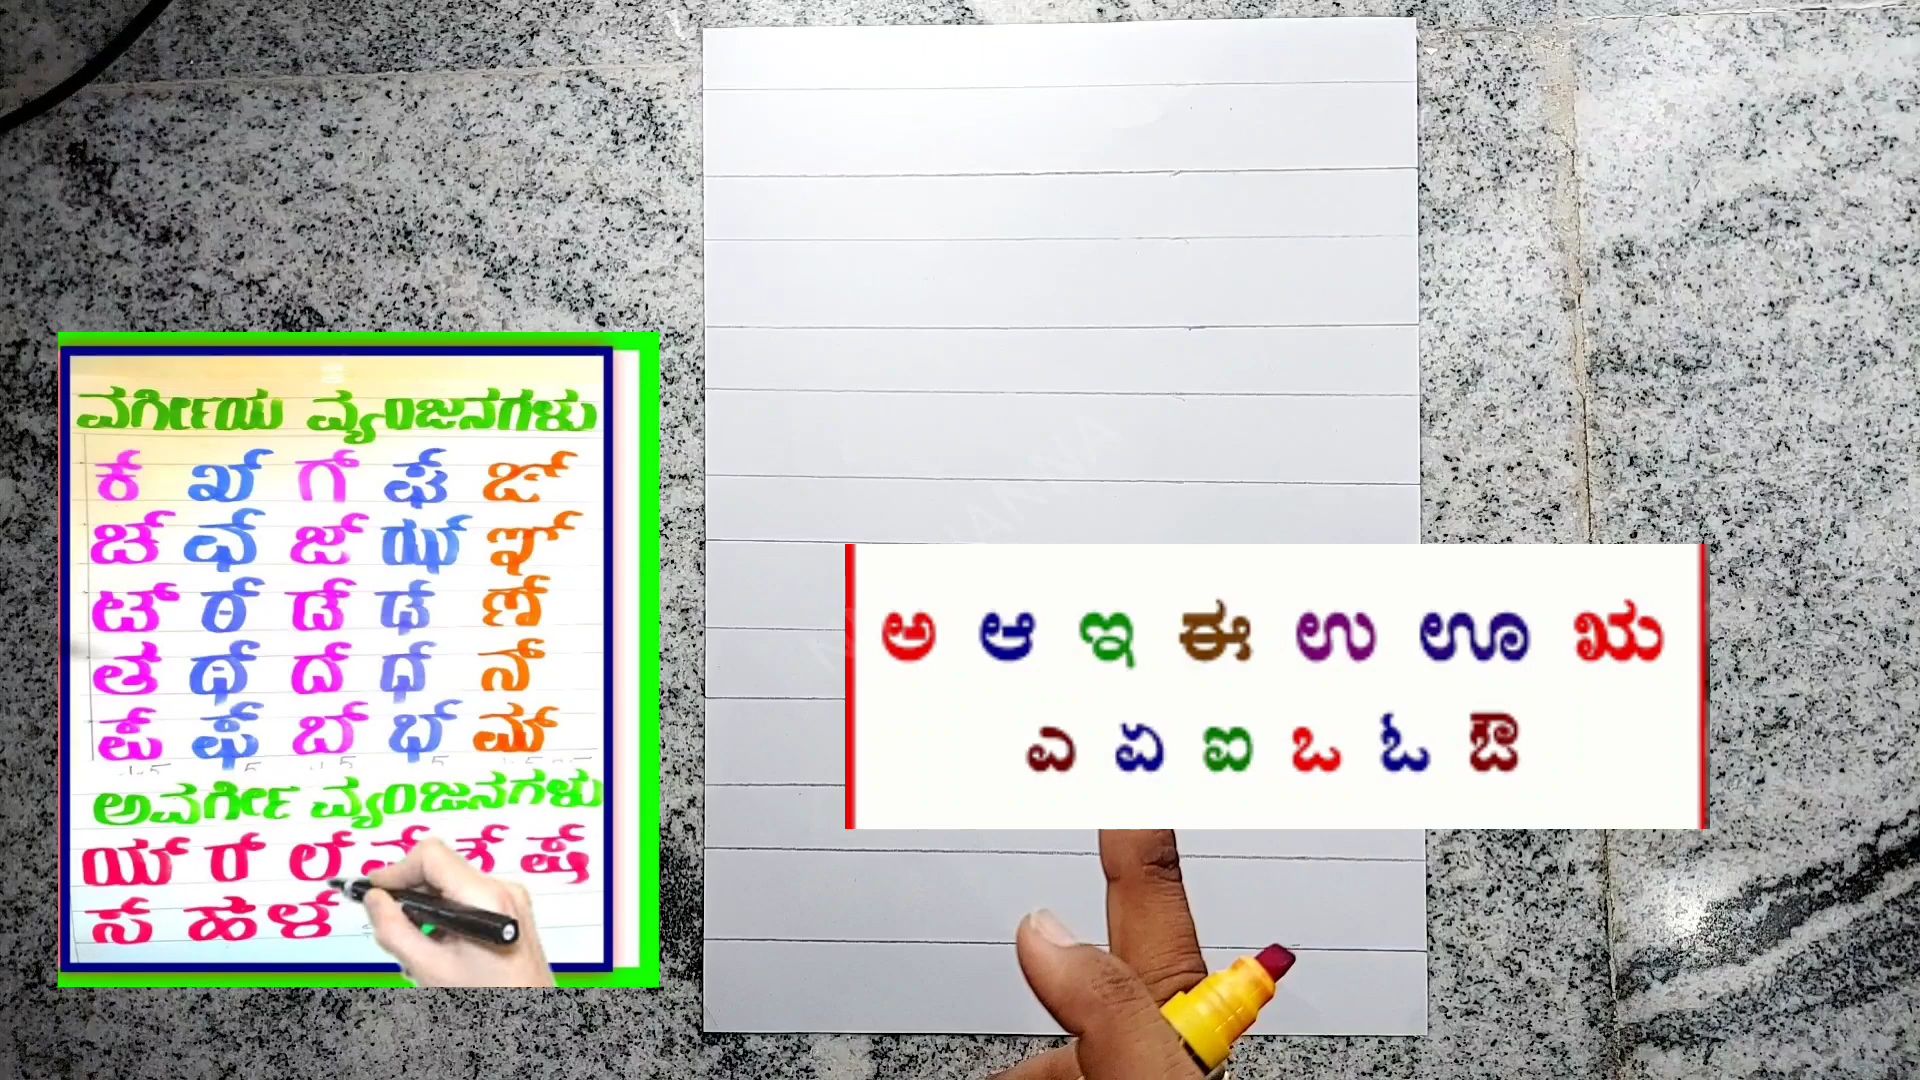 ವರ್ಗೀಯ ವ್ಯಂಜನಗಳು
ಕ್ ಖ್ ಗ್ ಘ್ ಙ್
ಚ್ ಛ್ ಜ್ ಝ್ ಞ್
ಟ್ ಠ್ ಡ್ ಢ್ ಣ್
ತ್ ಥ್ ದ್ ಧ್ ನ್
ಪ್ ಫ್ ಬ್ ಭ್ ಮ್
ಅವರ್ಗೀ ವ್ಯಂಜನಗಳು
ಯ್ ರ್ ಲ್ ಷ್
ಸ್ ಹ್ ಳ್
ಅ ಆ ಇ ಈ ಉ ಊ ಋ
ಎ ಏ ಐ ಒ ಓ ಔ